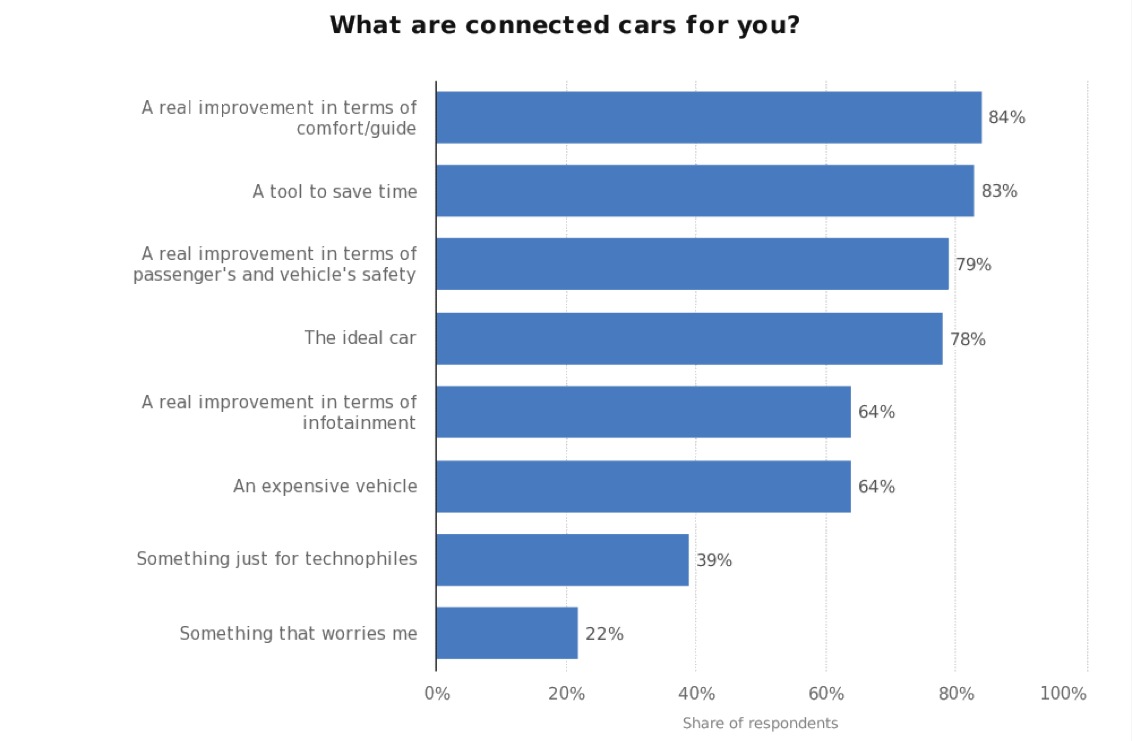 What are connected cars for you?
A real improvement in terms of
comfort/guide
84%
A tool to save time
83%
A real improvement in terms of
passenger's and vehicle's safety
79%
The ideal car
78%
A real improvement in terms of
infotainment
64%
An expensive vehicle
64%
Something just for technophiles
39%
Something that worries me
22%
0% 20% 40% 60% 80% 100%
Share of respondents